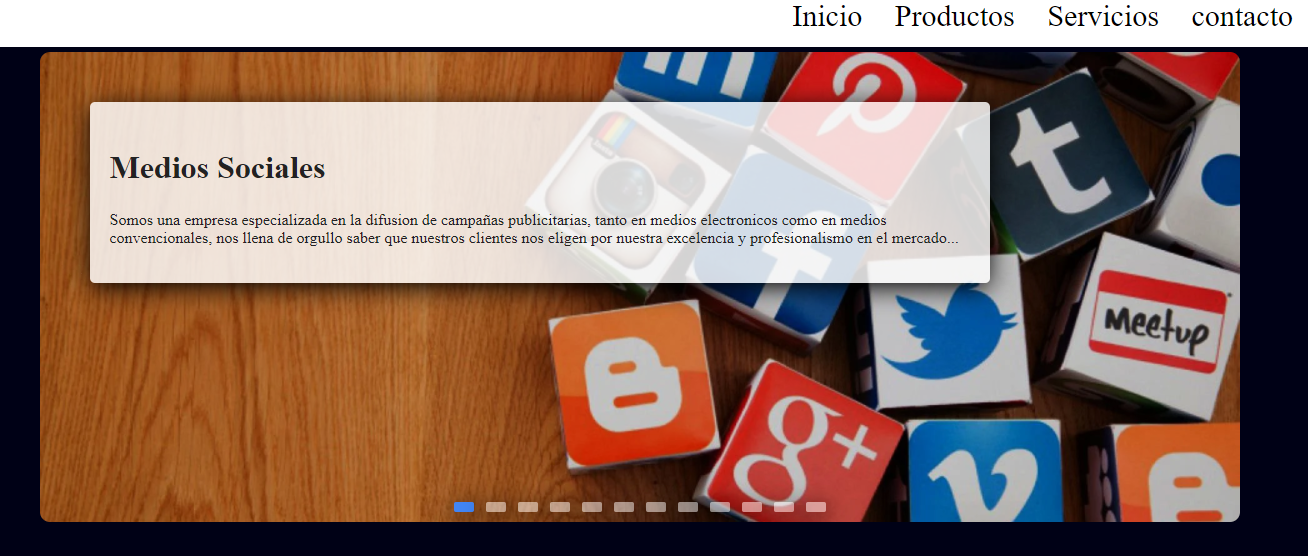 Inicio Productos Servicios contacto
Medios Sociales
Somos una empresa especializada en la difusion de campañas publicitarias, tanto en medios electronicos como en medios
convencionales, nos llena de orgullo saber que nuestros clientes nos eligen por nuestra excelencia y profesionalismo en el mercado...
in
t
f
Meetup
B
g+
v
B